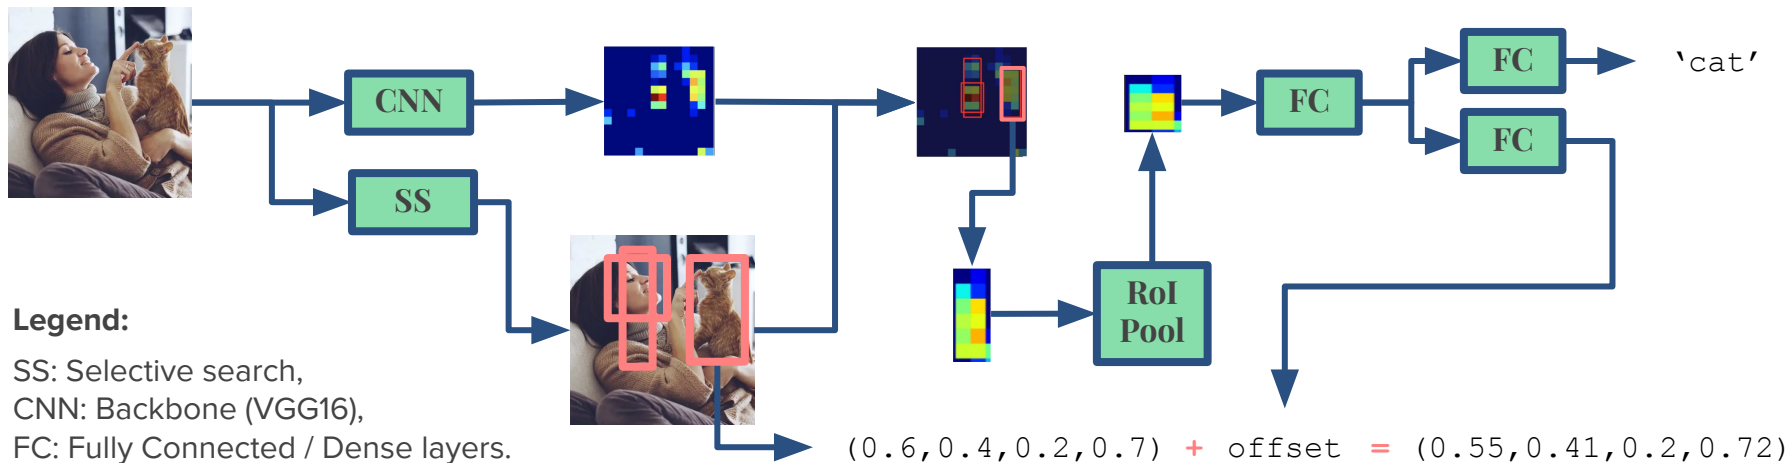 CNN
SS
RoI
Pool
FC
FC
FC
‘cat’
Legend:
SS: Selective search,
CNN: Backbone (VGG16),
FC: Fully Connected / Dense layers.
(0.6,0.4,0.2,0.7) + offset = (0.55,0.41,0.2,0.72)